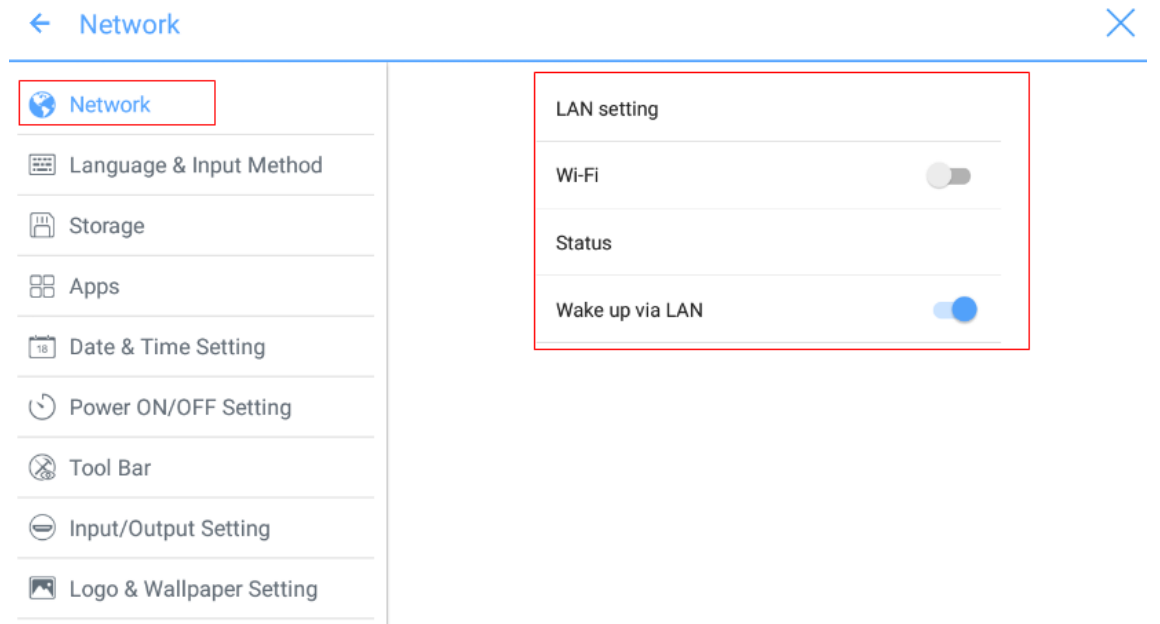 Network
Network
Language & Input Method
Storage
Apps
18
Date & Time Setting
Power ON/OFF Setting
Tool Bar
Input/Output Setting
Logo & Wallpaper Setting
LAN setting
Wi-Fi
Status
Wake up via LAN